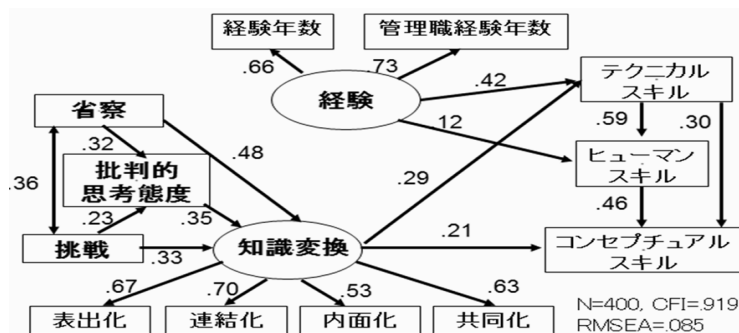 経験年数
管理職経験年数
.66
.73
経験
.42
テクニカル
スキル
省察
.32
.12
.59
.30
.48
批判的
思考態度
ヒューマン
スキル
.36
.29
.23
.35
.46
挑戦
.33
知識変換
.21
コンセプチュアル
スキル
.67
.70
.53
.63
表出化
連結化
内面化
共同化
N=400, CFI=.919
RMSEA=.085